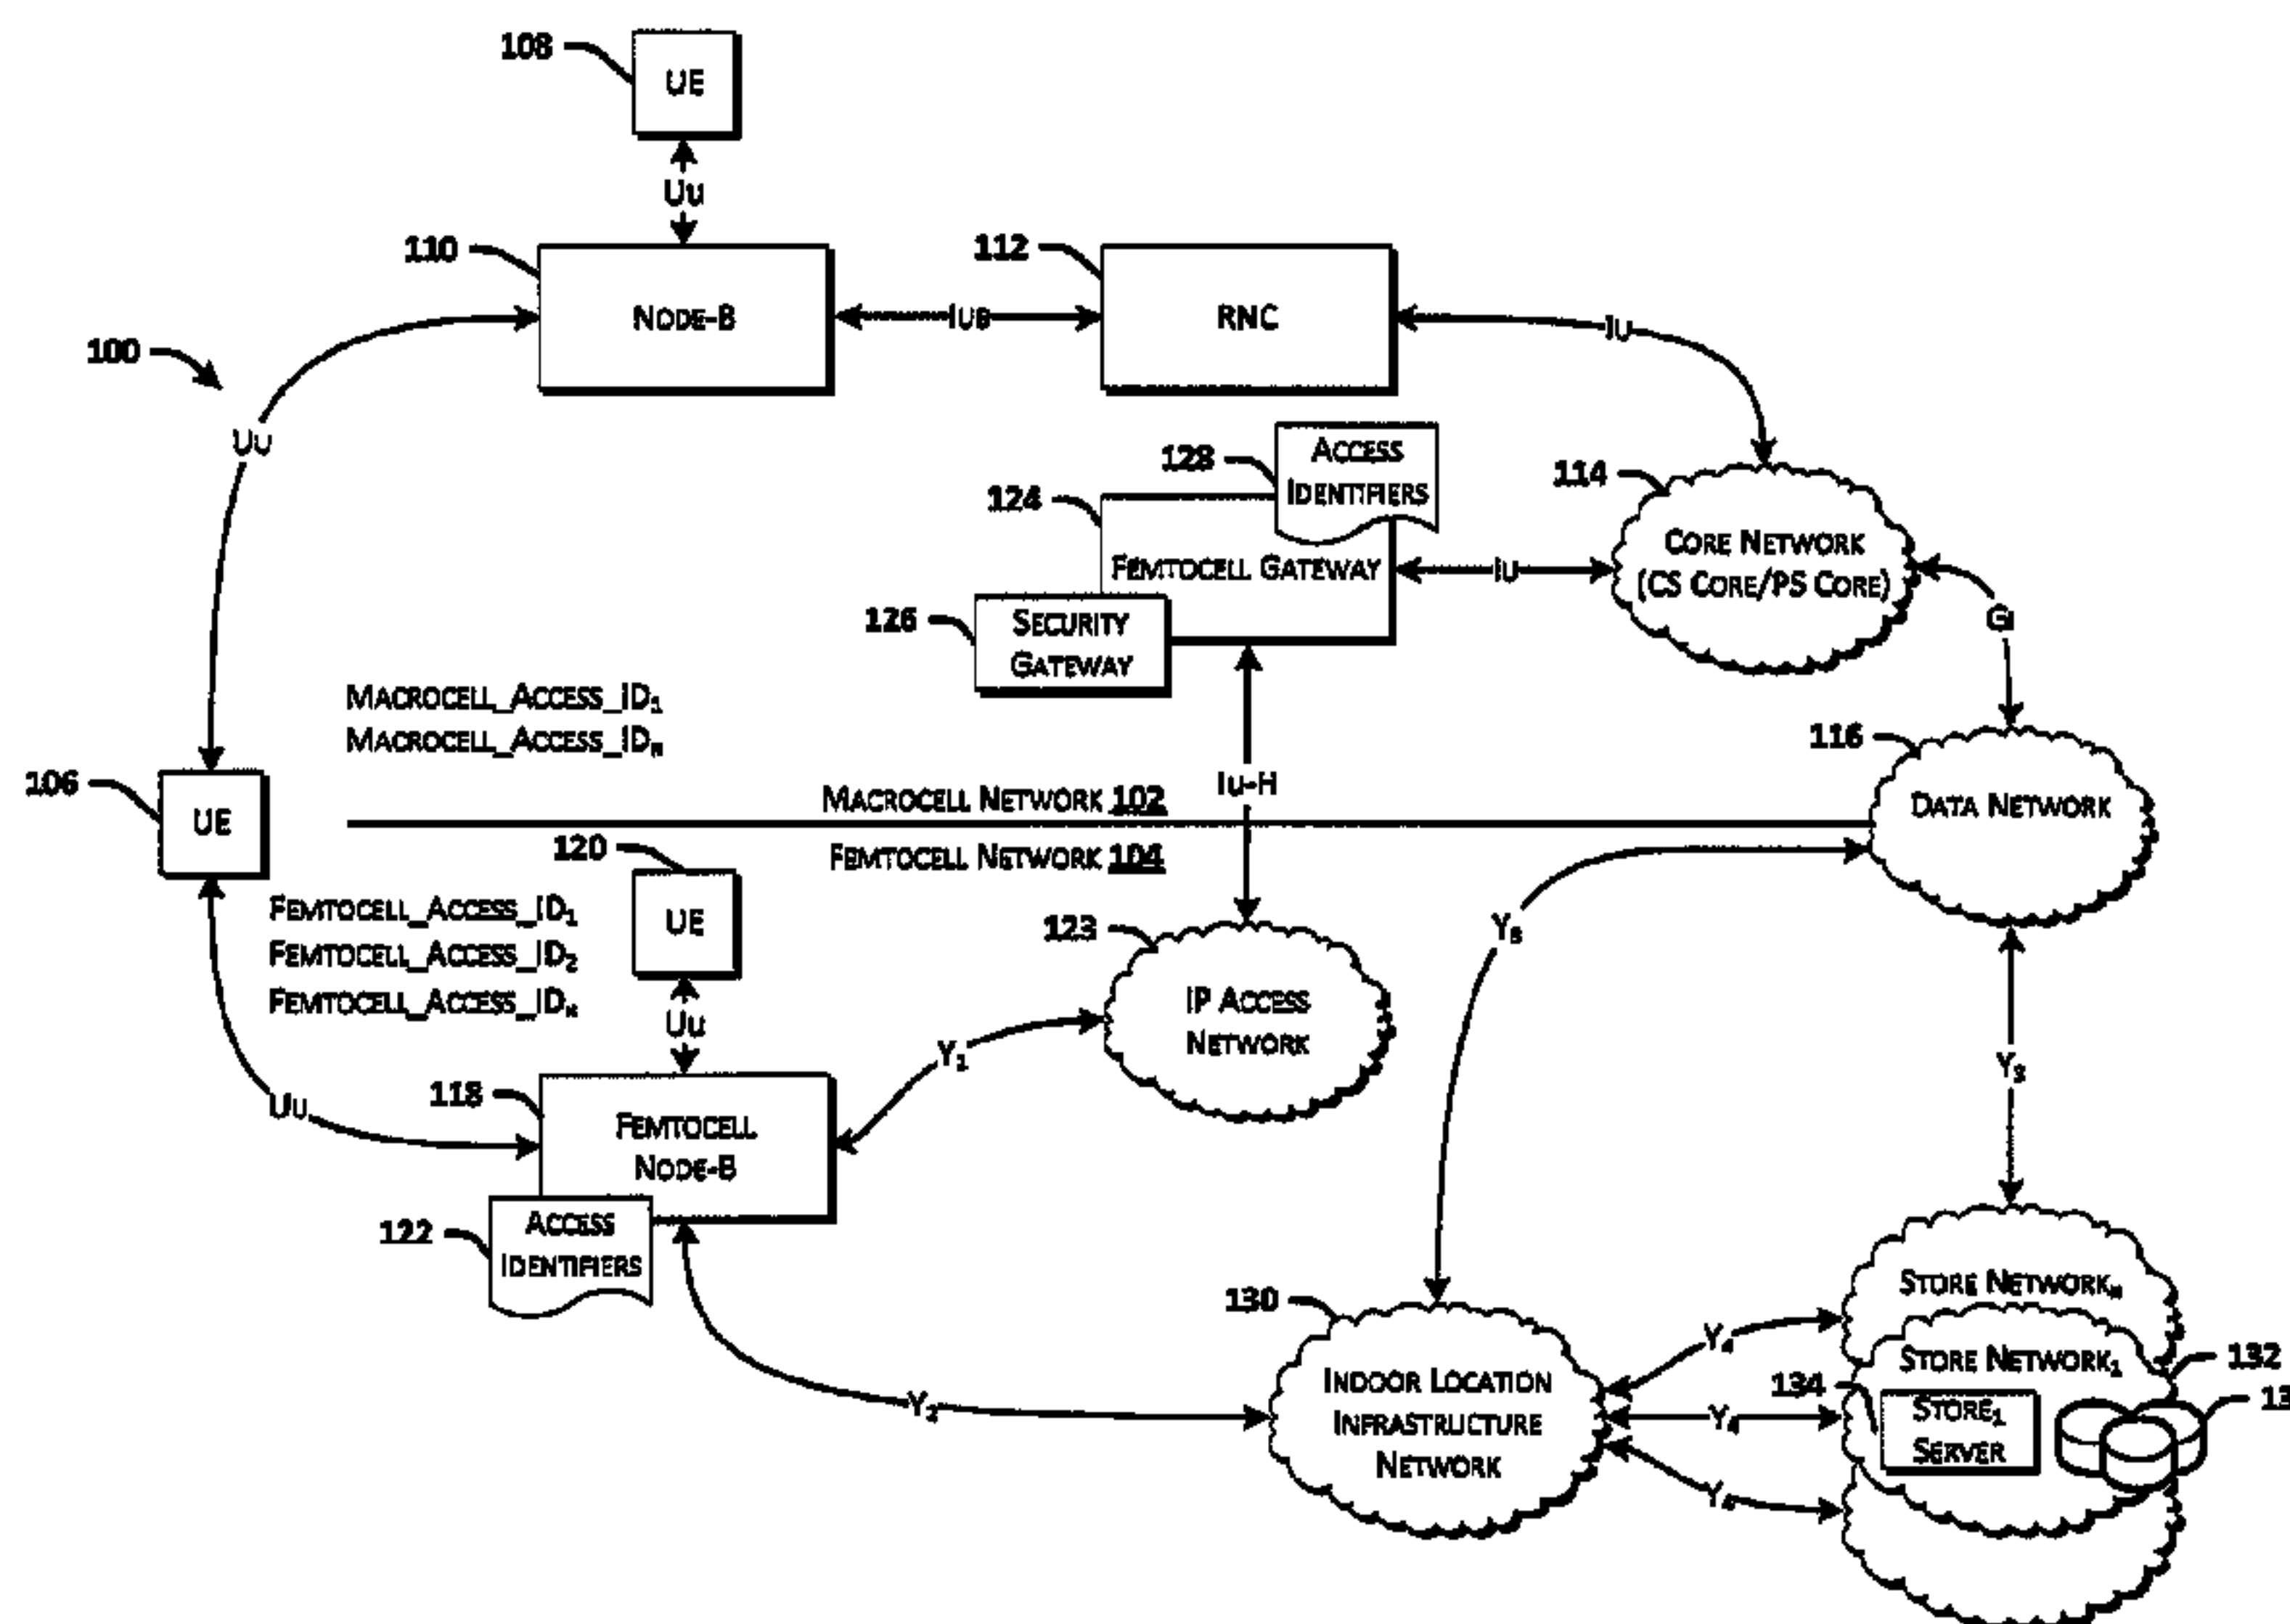 108
UE
Uu
110
NODE-B
IUB
112
RNC
IU
100
UU
128
ACCESS
IDENTIFIERS
124
FEMTOCELL GATEWAY
IU
114
CORE NETWORK
(CS CORE/PS CORE)
126
SECURITY
GATEWAY
GI
MACROCELL_ACCESS_ID₁
MACROCELL_ACCESS_IDₙ
116
DATA NETWORK
106
UE
IU-H
MACROCELL NETWORK 102
FEMTOCELL NETWORK 104
120
UE
Uu
FEMTOCELL_ACCESS_ID₁
FEMTOCELL_ACCESS_ID₂
FEMTOCELL_ACCESS_IDₙ
123
IP ACCESS
NETWORK
Y₅
Y₃
Y₁
118
FEMTOCELL
NODE-B
UU
122
ACCESS
IDENTIFIERS
Y₂
130
INDOOR LOCATION
INFRASTRUCTURE
NETWORK
Y₄
Y₄
Y₄
STORE NETWORKₙ
STORE NETWORK₁
132
134
STORE₁
SERVER